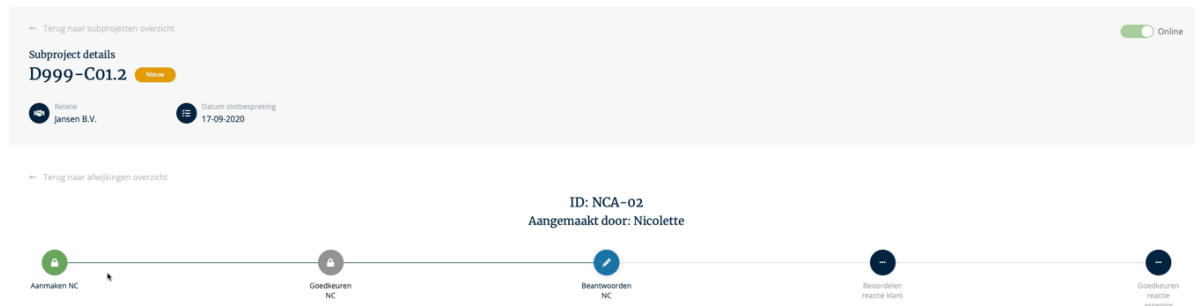 ← Terug naar subprojecten overzicht
Online
Subproject details
D999-C01.2 Nieuw
Relatie
Jansen B.V.
Datum slotbespreking
17-09-2020
← Terug naar afwijkingen overzicht
ID: NCA-02
Aangemaakt door: Nicolette
Aanmaken NC
Goedkeuren
NC
Beantwoorden
NC
Beoordelen
reactie klant
Goedkeuren
reactie